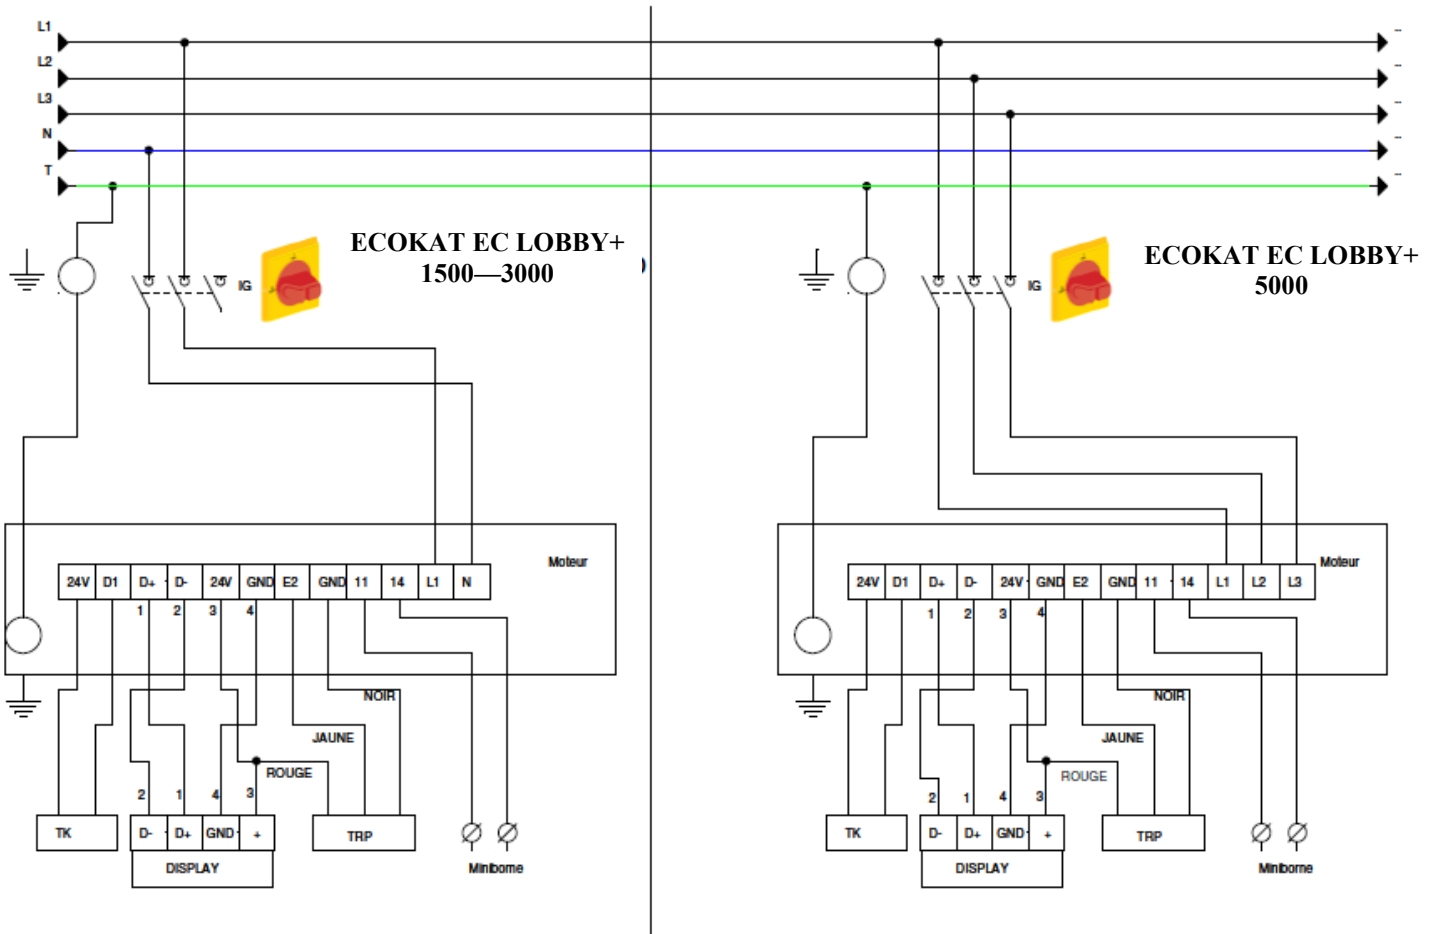 L1
L2
L3
N
T
ECOKAT EC LOBBY+
1500—3000
IG
ECOKAT EC LOBBY+
5000
IG
Moteur
24V D1 D+ D- 24V GND E2 GND 11 14 L1 N
1 2 3 4
NOIR
JAUNE
ROUGE
2 1 4 3
TK
D- D+ GND +
TRP
DISPLAY
Miniborne
Moteur
24V D1 D+ D- 24V GND E2 GND 11 14 L1 L2 L3
1 2 3 4
NOIR
JAUNE
ROUGE
2 1 4 3
TK
D- D+ GND +
TRP
DISPLAY
Miniborne